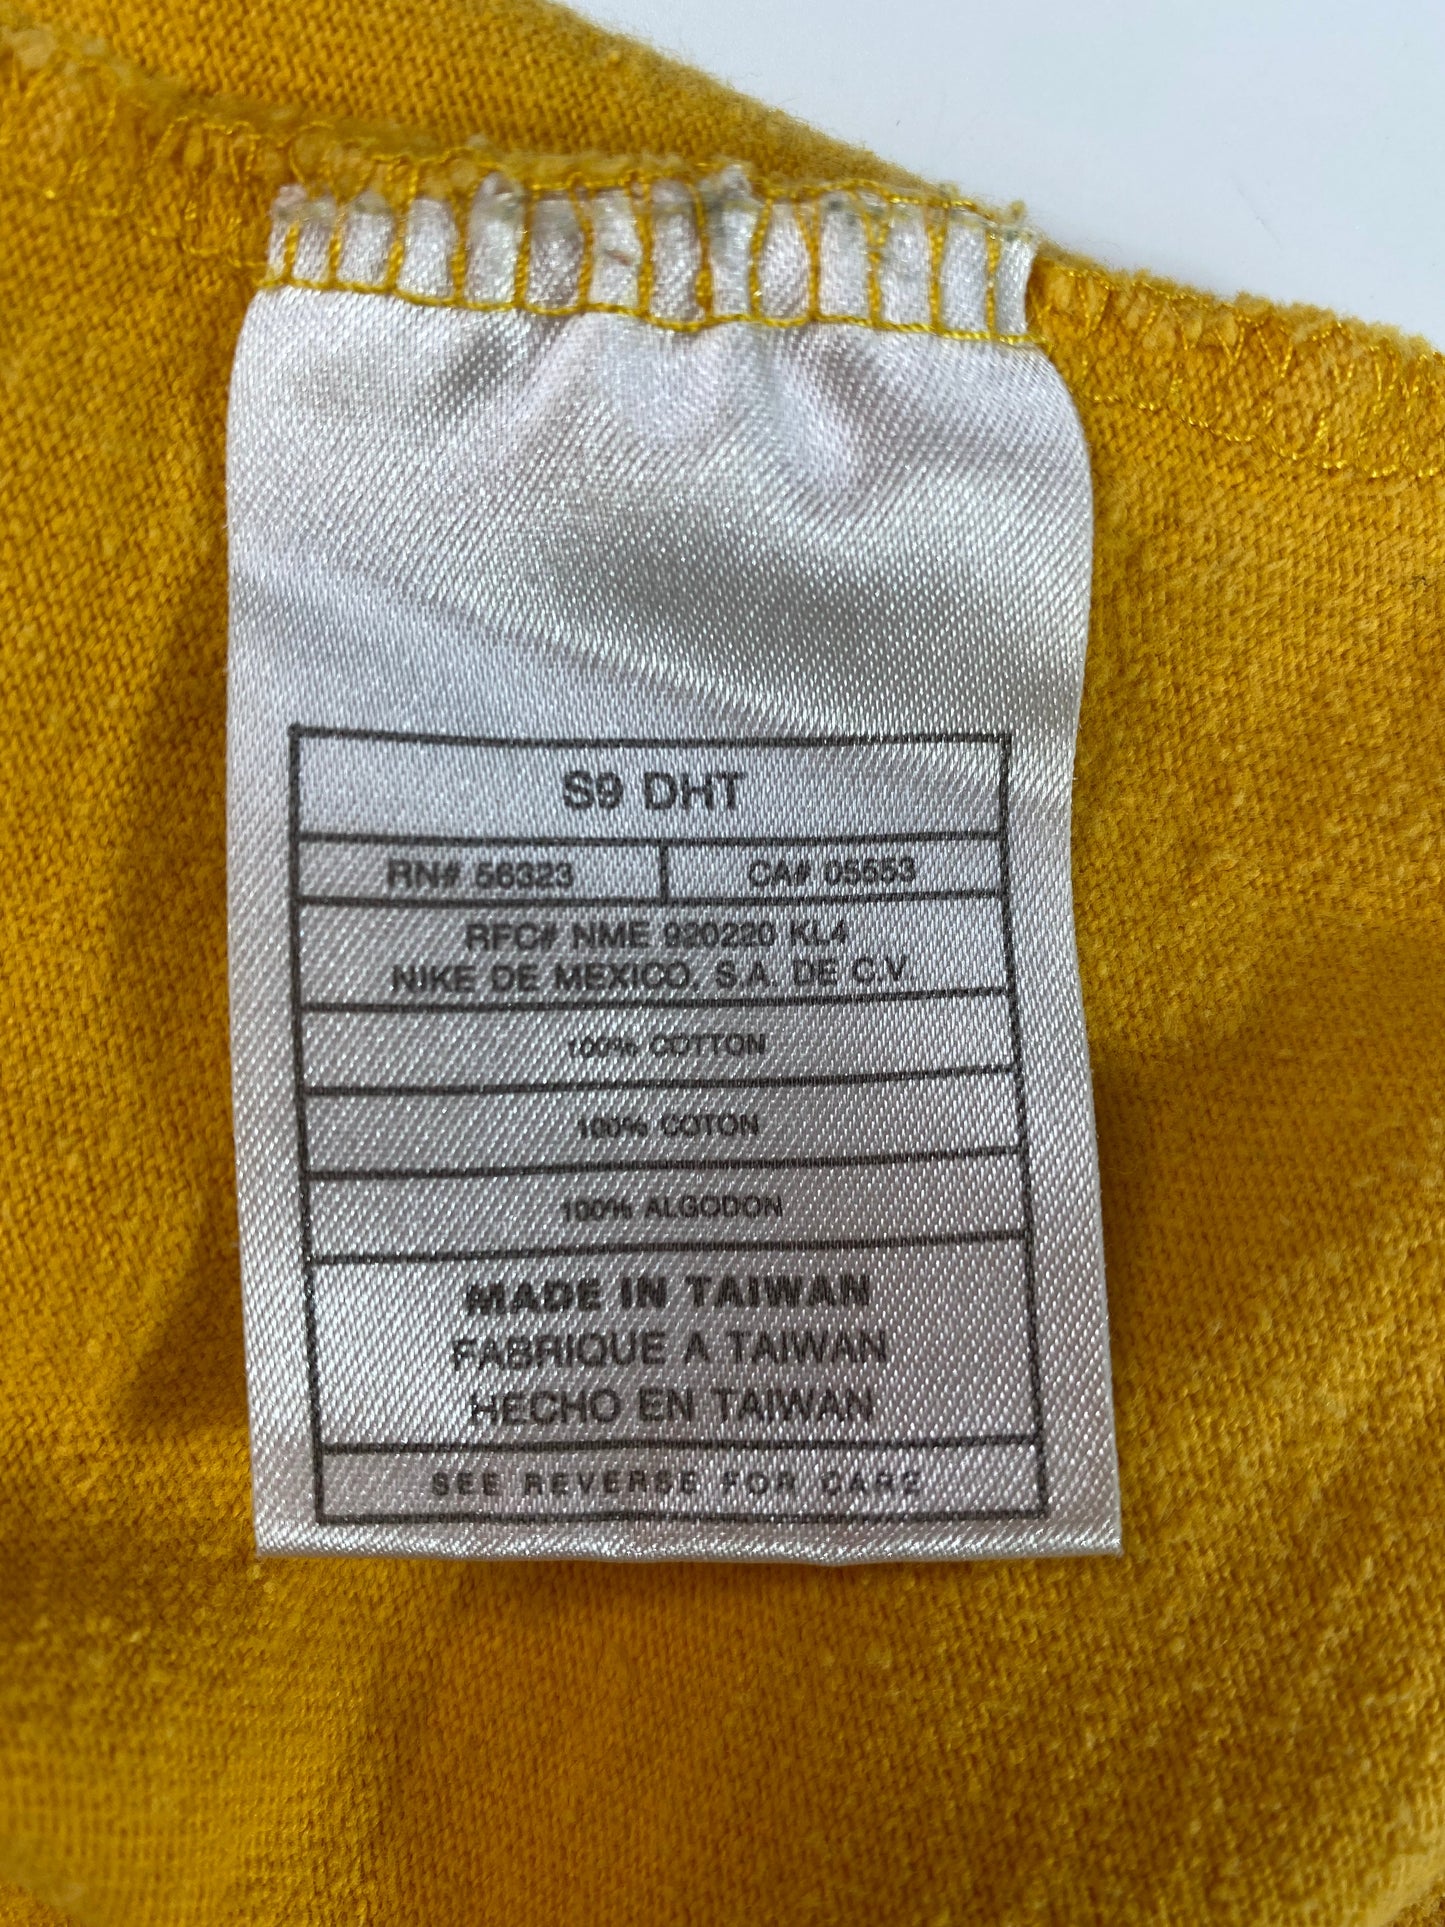 S9 DHT
RN# 56323 CA# 05553
RFC# NME 920220 KL4
NIKE DE MEXICO, S.A. DE C.V.
100% COTTON
100% COTON
100% ALGODON
MADE IN TAIWAN
FABRIQUE A TAIWAN
HECHO EN TAIWAN
SEE REVERSE FOR CARE